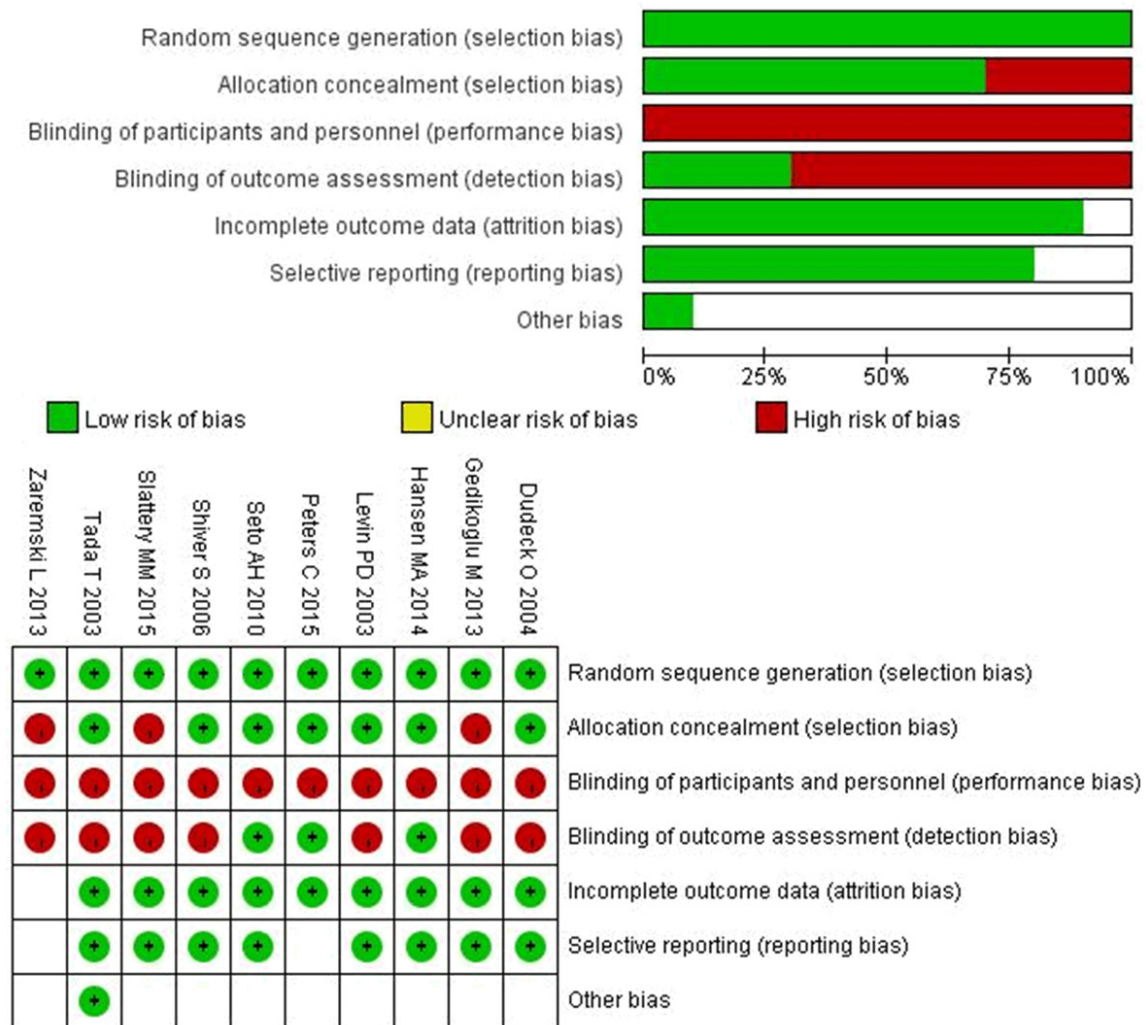 Random sequence generation (selection bias)
Allocation concealment (selection bias)
Blinding of participants and personnel (performance bias)
Blinding of outcome assessment (detection bias)
Incomplete outcome data (attrition bias)
Selective reporting (reporting bias)
Other bias
0% 25% 50% 75% 100%
Low risk of bias Unclear risk of bias High risk of bias
Zaremski L 2013
Tada T 2003
Slattery MM 2015
Shiver S 2006
Seto AH 2010
Peters C 2015
Levin PD 2003
Hansen MA 2014
Gedikoglu M 2013
Dudeck O 2004
+ + + + + + + + + + Random sequence generation (selection bias)
- + - + + + + + - + Allocation concealment (selection bias)
- - - - - - - - - - Blinding of participants and personnel (performance bias)
- - - - + + - + - - Blinding of outcome assessment (detection bias)
+ + + + + + + + + Incomplete outcome data (attrition bias)
+ + + + + + + + Selective reporting (reporting bias)
+ Other bias